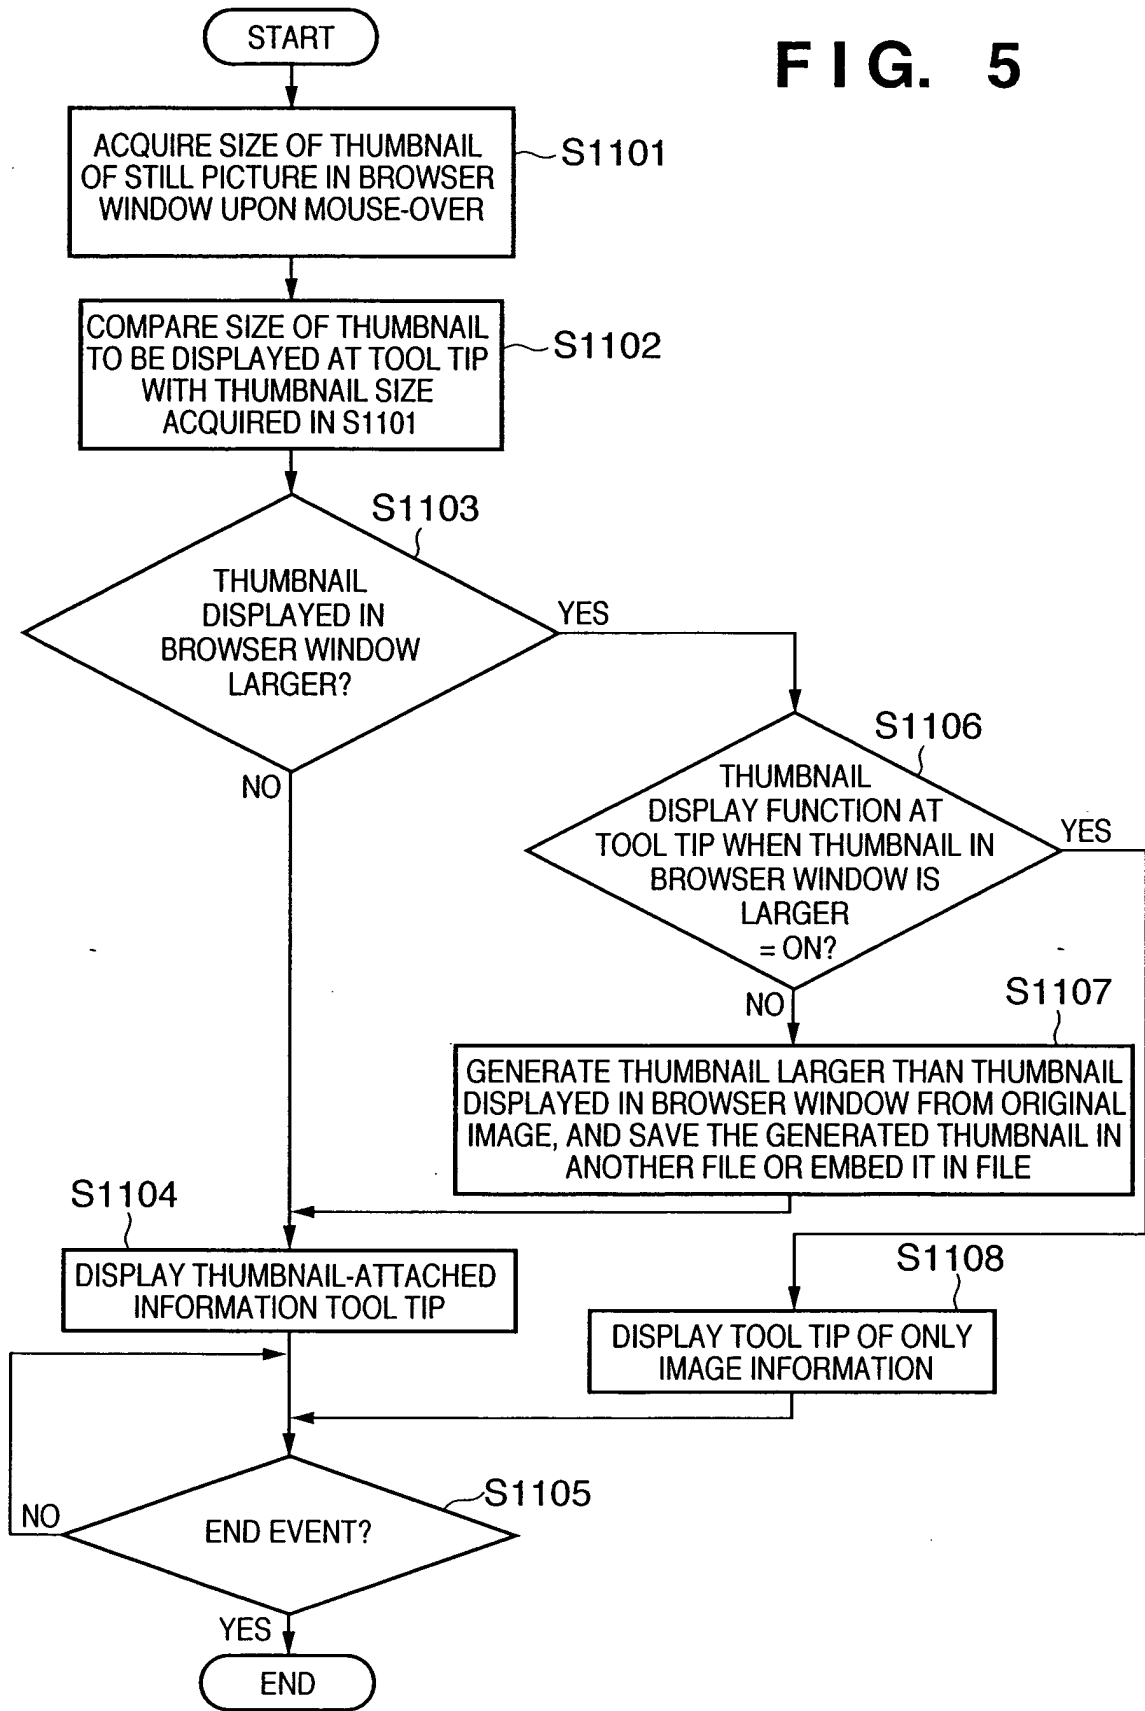 FIG. 5
START
ACQUIRE SIZE OF THUMBNAIL
OF STILL PICTURE IN BROWSER
WINDOW UPON MOUSE-OVER
S1101
COMPARE SIZE OF THUMBNAIL
TO BE DISPLAYED AT TOOL TIP
WITH THUMBNAIL SIZE
ACQUIRED IN S1101
S1102
S1103
THUMBNAIL
DISPLAYED IN
BROWSER WINDOW
LARGER?
YES
NO
S1106
THUMBNAIL
DISPLAY FUNCTION AT
TOOL TIP WHEN THUMBNAIL IN
BROWSER WINDOW IS
LARGER
= ON?
YES
NO
S1107
GENERATE THUMBNAIL LARGER THAN THUMBNAIL
DISPLAYED IN BROWSER WINDOW FROM ORIGINAL
IMAGE, AND SAVE THE GENERATED THUMBNAIL IN
ANOTHER FILE OR EMBED IT IN FILE
S1104
DISPLAY THUMBNAIL-ATTACHED
INFORMATION TOOL TIP
S1108
DISPLAY TOOL TIP OF ONLY
IMAGE INFORMATION
S1105
END EVENT?
NO
YES
END